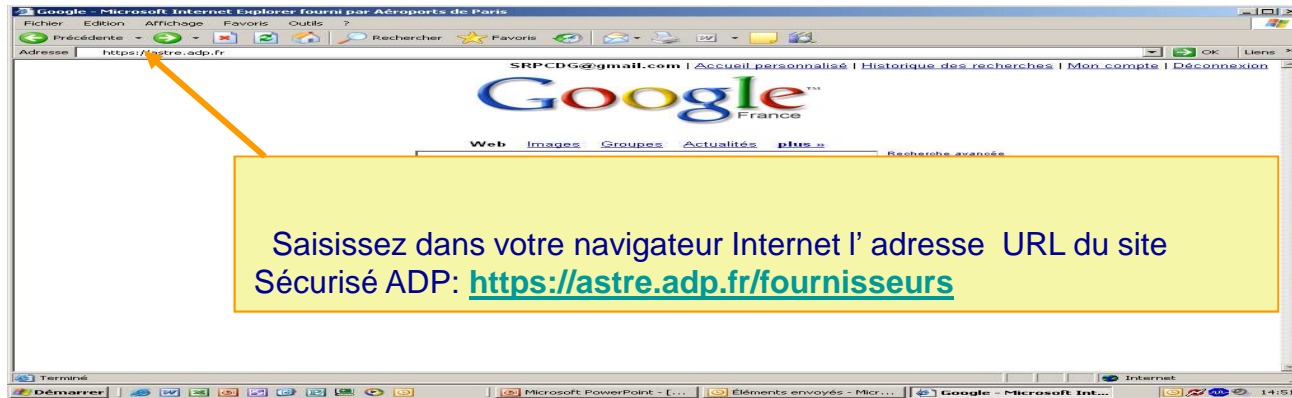 Google - Microsoft Internet Explorer fourni par Aéroports de Paris
Fichier Edition Affichage Favoris Outils ?
Précédente Rechercher Favoris
Adresse https://astre.adp.fr OK Liens »
SRPCDG@gmail.com | Accueil personnalisé | Historique des recherches | Mon compte | Déconnexion
Google TM
France
Web Images Groupes Actualités plus »
Recherche avancée
Saisissez dans votre navigateur Internet l’ adresse URL du site
Sécurisé ADP: https://astre.adp.fr/fournisseurs
Terminé Internet
Démarrer Microsoft PowerPoint - [... Éléments envoyés - Micr... Google - Microsoft Int... 14:51